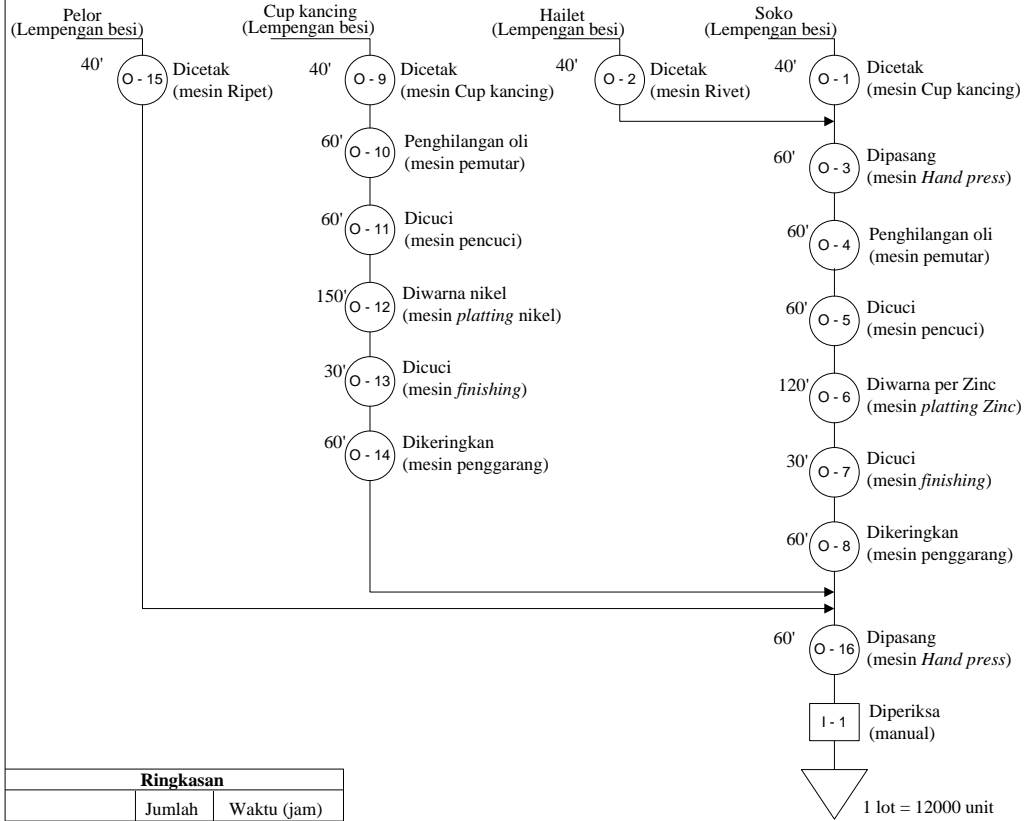 Pelor
(Lempengan besi)
40'
O - 15
Dicetak
(mesin Ripet)
Cup kancing
(Lempengan besi)
40'
O - 9
Dicetak
(mesin Cup kancing)
60'
O - 10
Penghilangan oli
(mesin pemutar)
60'
O - 11
Dicuci
(mesin pencuci)
150'
O - 12
Diwarna nikel
(mesin platting nikel)
30'
O - 13
Dicuci
(mesin finishing)
60'
O - 14
Dikeringkan
(mesin penggarang)
Hailet
(Lempengan besi)
40'
O - 2
Dicetak
(mesin Rivet)
Soko
(Lempengan besi)
40'
O - 1
Dicetak
(mesin Cup kancing)
60'
O - 3
Dipasang
(mesin Hand press)
60'
O - 4
Penghilangan oli
(mesin pemutar)
60'
O - 5
Dicuci
(mesin pencuci)
120'
O - 6
Diwarna per Zinc
(mesin platting Zinc)
30'
O - 7
Dicuci
(mesin finishing)
60'
O - 8
Dikeringkan
(mesin penggarang)
60'
O - 16
Dipasang
(mesin Hand press)
I - 1
Diperiksa
(manual)
1 lot = 12000 unit
Ringkasan
Jumlah Waktu (jam)